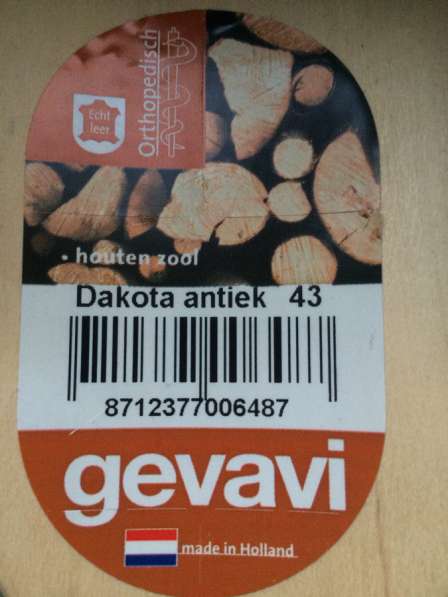 Echt
leer
Orthopedisch
• houten zool
Dakota antiek 43
8712377006487
gevavi
made in Holland